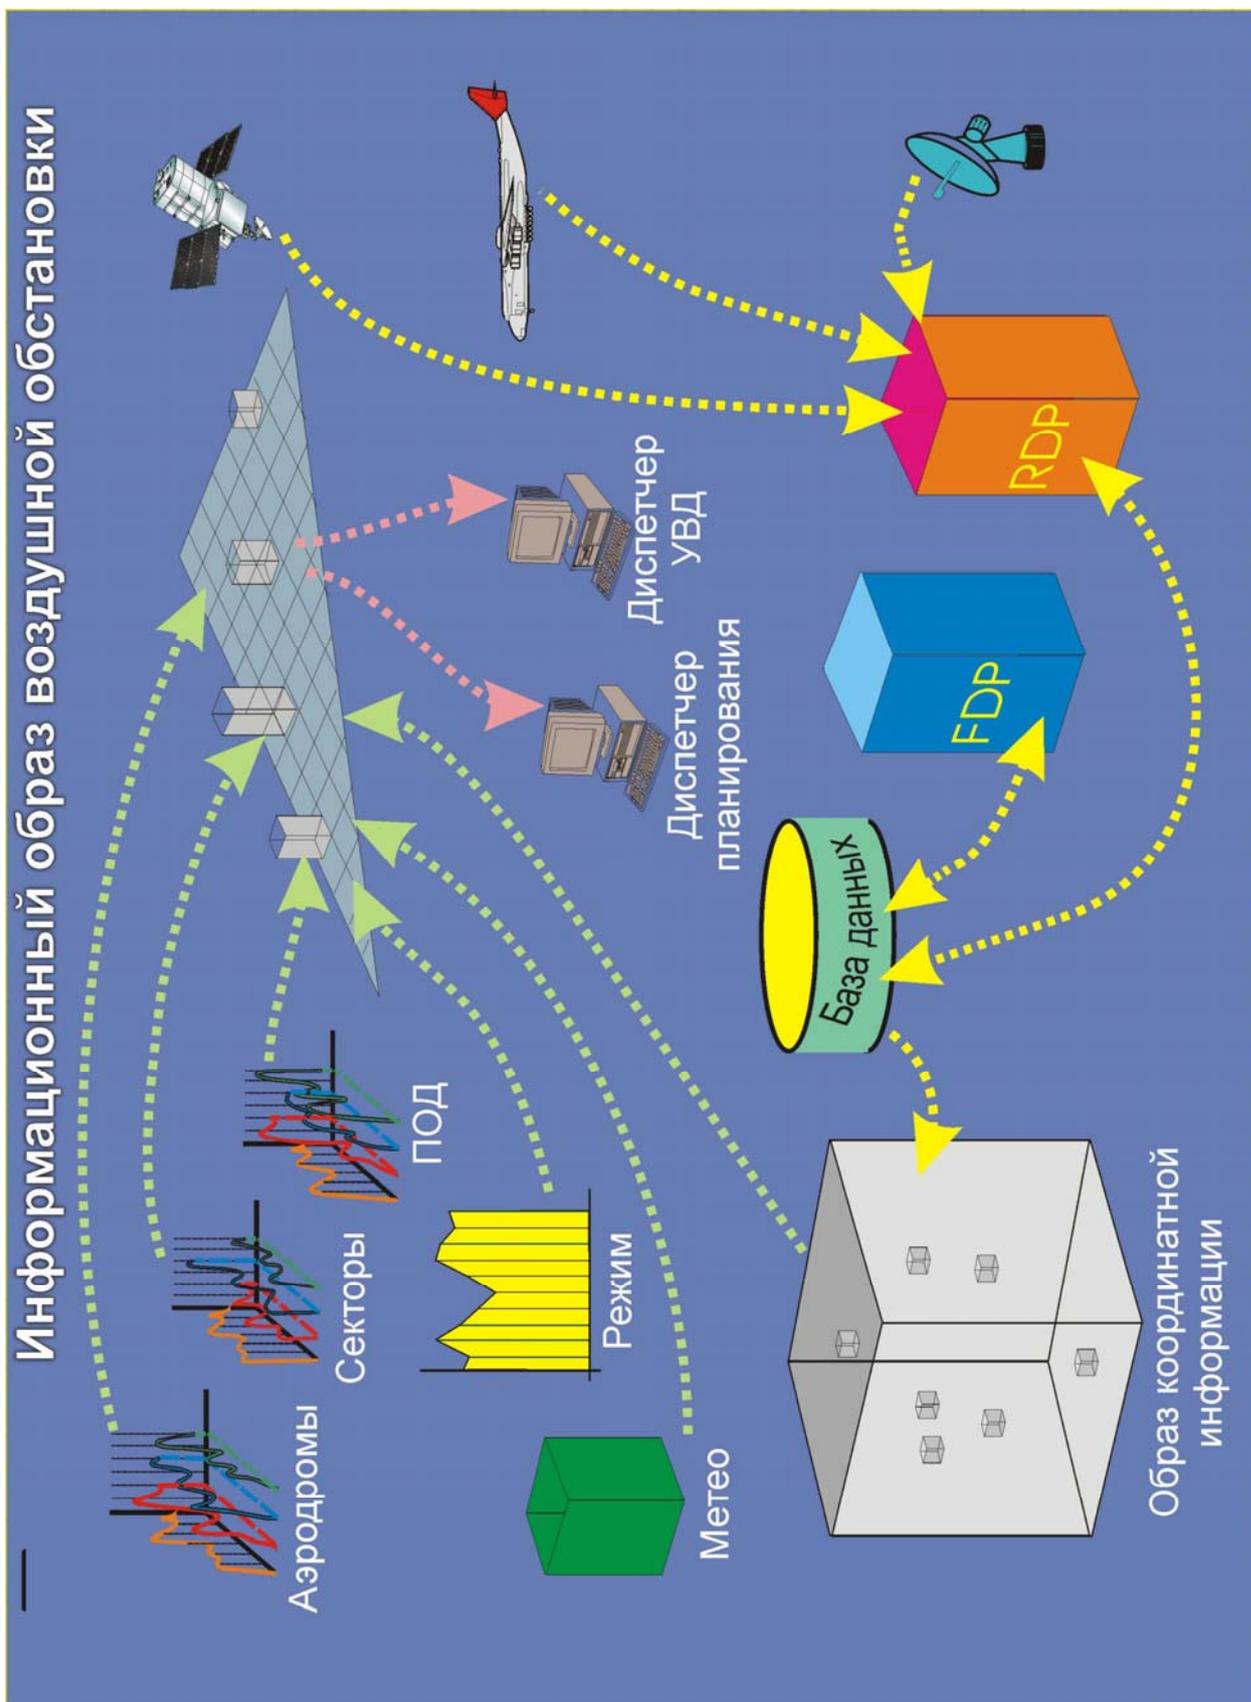 Информационный образ воздушной обстановки
Аэродромы
Секторы
ПОД
Режим
Метео
Диспетчер
планирования
Диспетчер
УВД
База данных
FDP
RDP
Образ координатной
информации